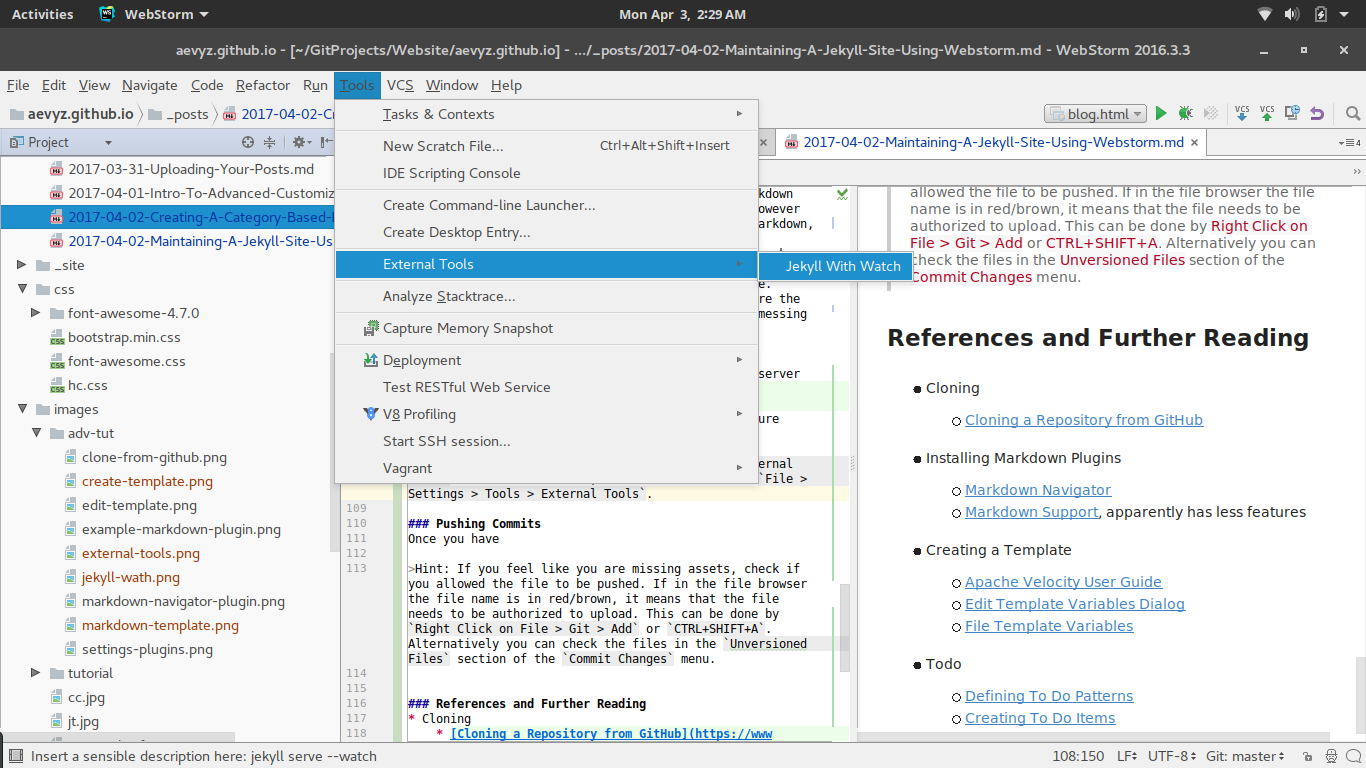 Activities WebStorm Mon Apr 3, 2:29 AM
aevyz.github.io - [~/GitProjects/Website/aevyz.github.io] - .../_posts/2017-04-02-Maintaining-A-Jekyll-Site-Using-Webstorm.md - WebStorm 2016.3.3
File Edit View Navigate Code Refactor Run Tools VCS Window Help
aevyz.github.io _posts 2017-04-02-Cr blog.html VCS VCS
Project
2017-04-02-Maintaining-A-Jekyll-Site-Using-Webstorm.md
2017-03-31-Uploading-Your-Posts.md
2017-04-01-Intro-To-Advanced-Customiz
2017-04-02-Creating-A-Category-Based-
2017-04-02-Maintaining-A-Jekyll-Site-Us
_site
css
font-awesome-4.7.0
bootstrap.min.css
font-awesome.css
hc.css
images
adv-tut
clone-from-github.png
create-template.png
edit-template.png
example-markdown-plugin.png
external-tools.png
jekyll-wath.png
markdown-navigator-plugin.png
markdown-template.png
settings-plugins.png
tutorial
cc.jpg
jt.jpg
Tasks & Contexts
New Scratch File... Ctrl+Alt+Shift+Insert
IDE Scripting Console
Create Command-line Launcher...
Create Desktop Entry...
External Tools
Jekyll With Watch
Analyze Stacktrace...
Capture Memory Snapshot
Deployment
Test RESTful Web Service
V8 Profiling
Start SSH session...
Vagrant
kdown
owever
arkdown,
e.
re the
messing
server
ure
ernal
`File >
Settings > Tools > External Tools`.
109
110 ### Pushing Commits
111 Once you have
112
113 >Hint: If you feel like you are missing assets, check if
you allowed the file to be pushed. If in the file browser
the file name is in red/brown, it means that the file
needs to be authorized to upload. This can be done by
`Right Click on File > Git > Add` or `CTRL+SHIFT+A`.
Alternatively you can check the files in the `Unversioned
Files` section of the `Commit Changes` menu.
114
115
116 ### References and Further Reading
117 * Cloning
118 * [Cloning a Repository from GitHub](https://www
allowed the file to be pushed. If in the file browser the file
name is in red/brown, it means that the file needs to be
authorized to upload. This can be done by Right Click on
File > Git > Add or CTRL+SHIFT+A. Alternatively you can
check the files in the Unversioned Files section of the
Commit Changes menu.
References and Further Reading
Cloning
Cloning a Repository from GitHub
Installing Markdown Plugins
Markdown Navigator
Markdown Support, apparently has less features
Creating a Template
Apache Velocity User Guide
Edit Template Variables Dialog
File Template Variables
Todo
Defining To Do Patterns
Creating To Do Items
Insert a sensible description here: jekyll serve --watch 108:150 LF UTF-8 Git: master